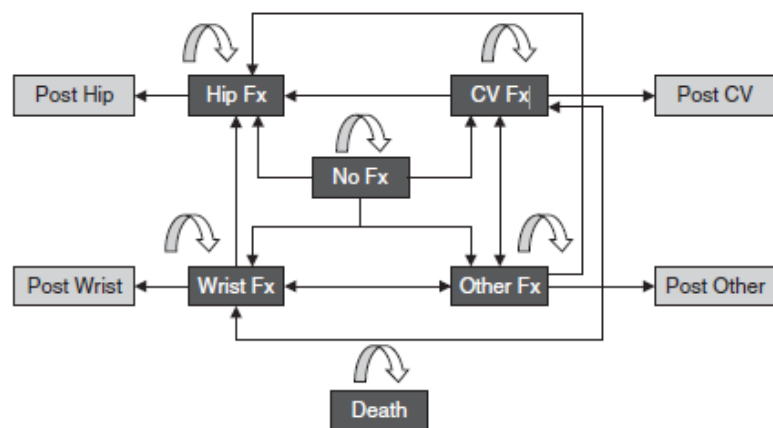 Post Hip
Hip Fx
CV Fx
Post CV
No Fx
Post Wrist
Wrist Fx
Other Fx
Post Other
Death